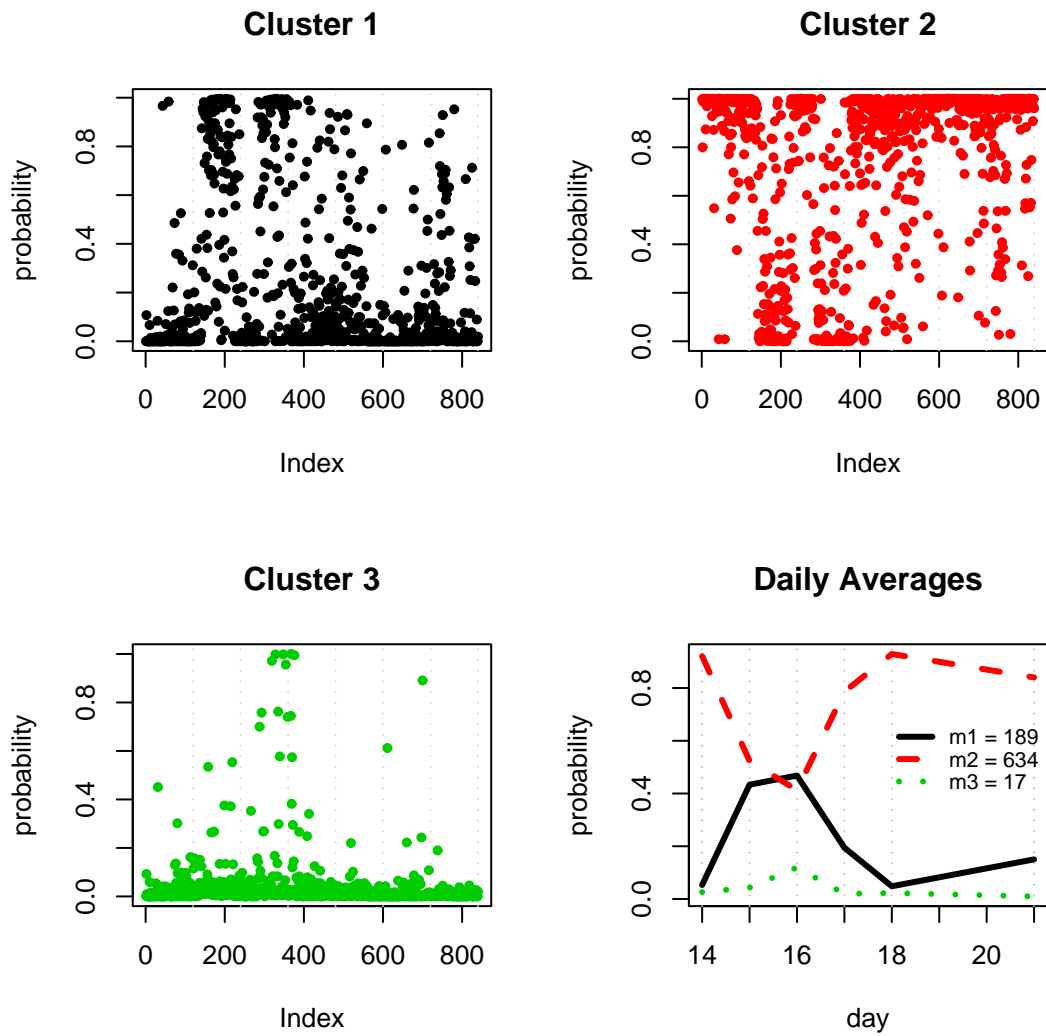 Cluster 1
probability
0.0 0.4 0.8
0 200 400 600 800
Index
Cluster 2
probability
0.0 0.4 0.8
0 200 400 600 800
Index
Cluster 3
probability
0.0 0.4 0.8
0 200 400 600 800
Index
Daily Averages
probability
0.0 0.4 0.8
m1 = 189
m2 = 634
m3 = 17
14 16 18 20
day